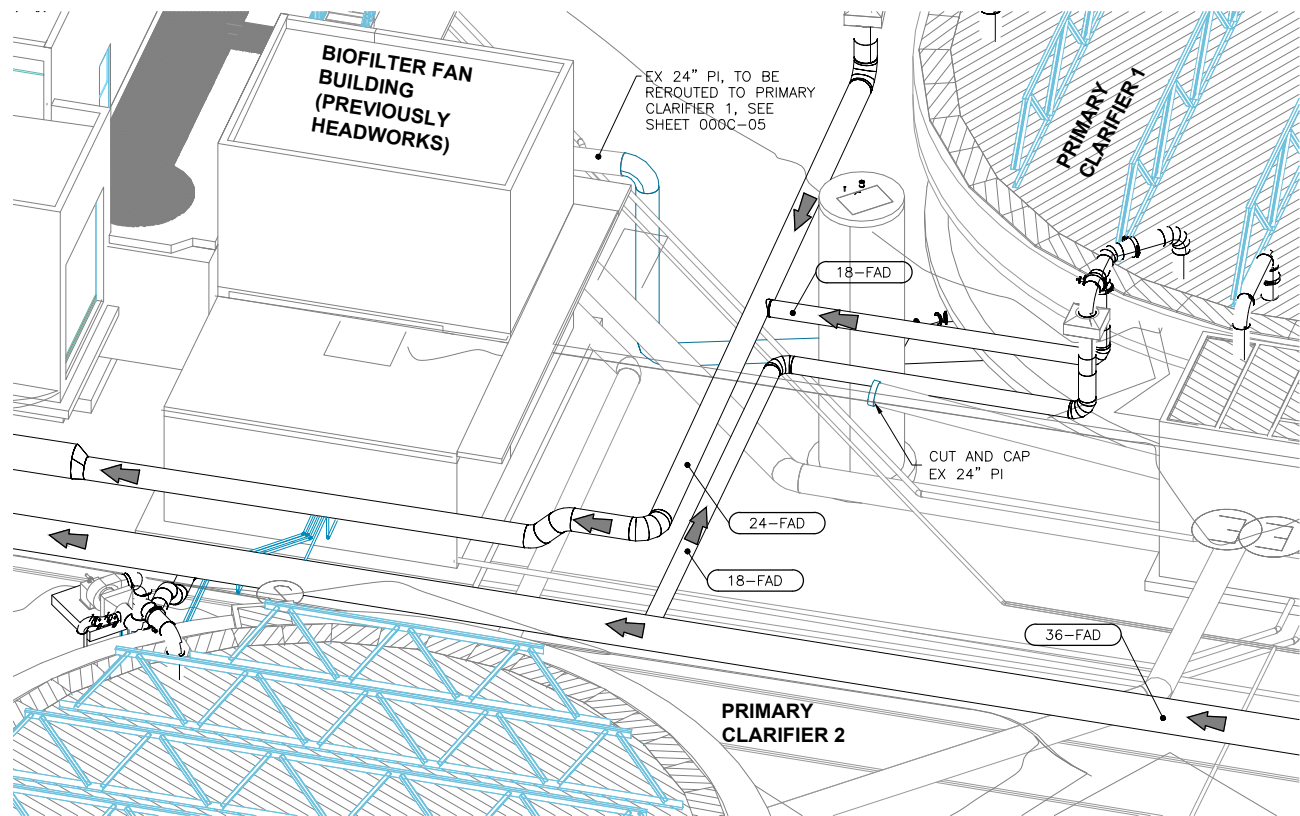 BIOFILTER FAN
BUILDING
(PREVIOUSLY
HEADWORKS)
EX 24" PI, TO BE
REROUTED TO PRIMARY
CLARIFIER 1, SEE
SHEET 000C-05
PRIMARY
CLARIFIER 1
18-FAD
CUT AND CAP
EX 24" PI
24-FAD
18-FAD
36-FAD
PRIMARY
CLARIFIER 2